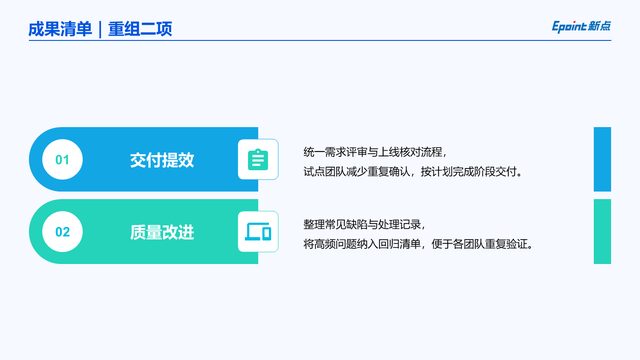 成果清单｜重组二项
Epoint新点
01
交付提效
统一需求评审与上线核对流程，
试点团队减少重复确认，按计划完成阶段交付。
02
质量改进
整理常见缺陷与处理记录，
将高频问题纳入回归清单，便于各团队重复验证。